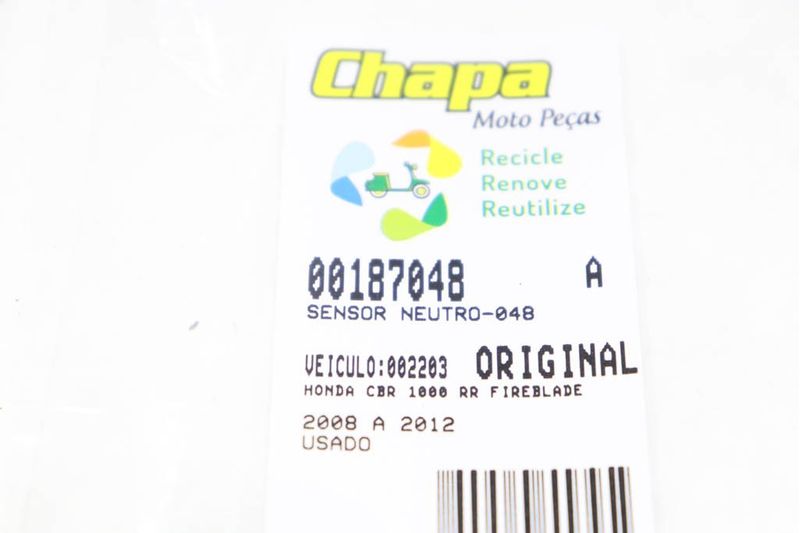 Chapa
Moto Peças
Recicle
Renove
Reutilize
00187048 A
SENSOR NEUTRO-048
VEICULO:002203 ORIGINAL
HONDA CBR 1000 RR FIREBLADE
2008 A 2012
USADO